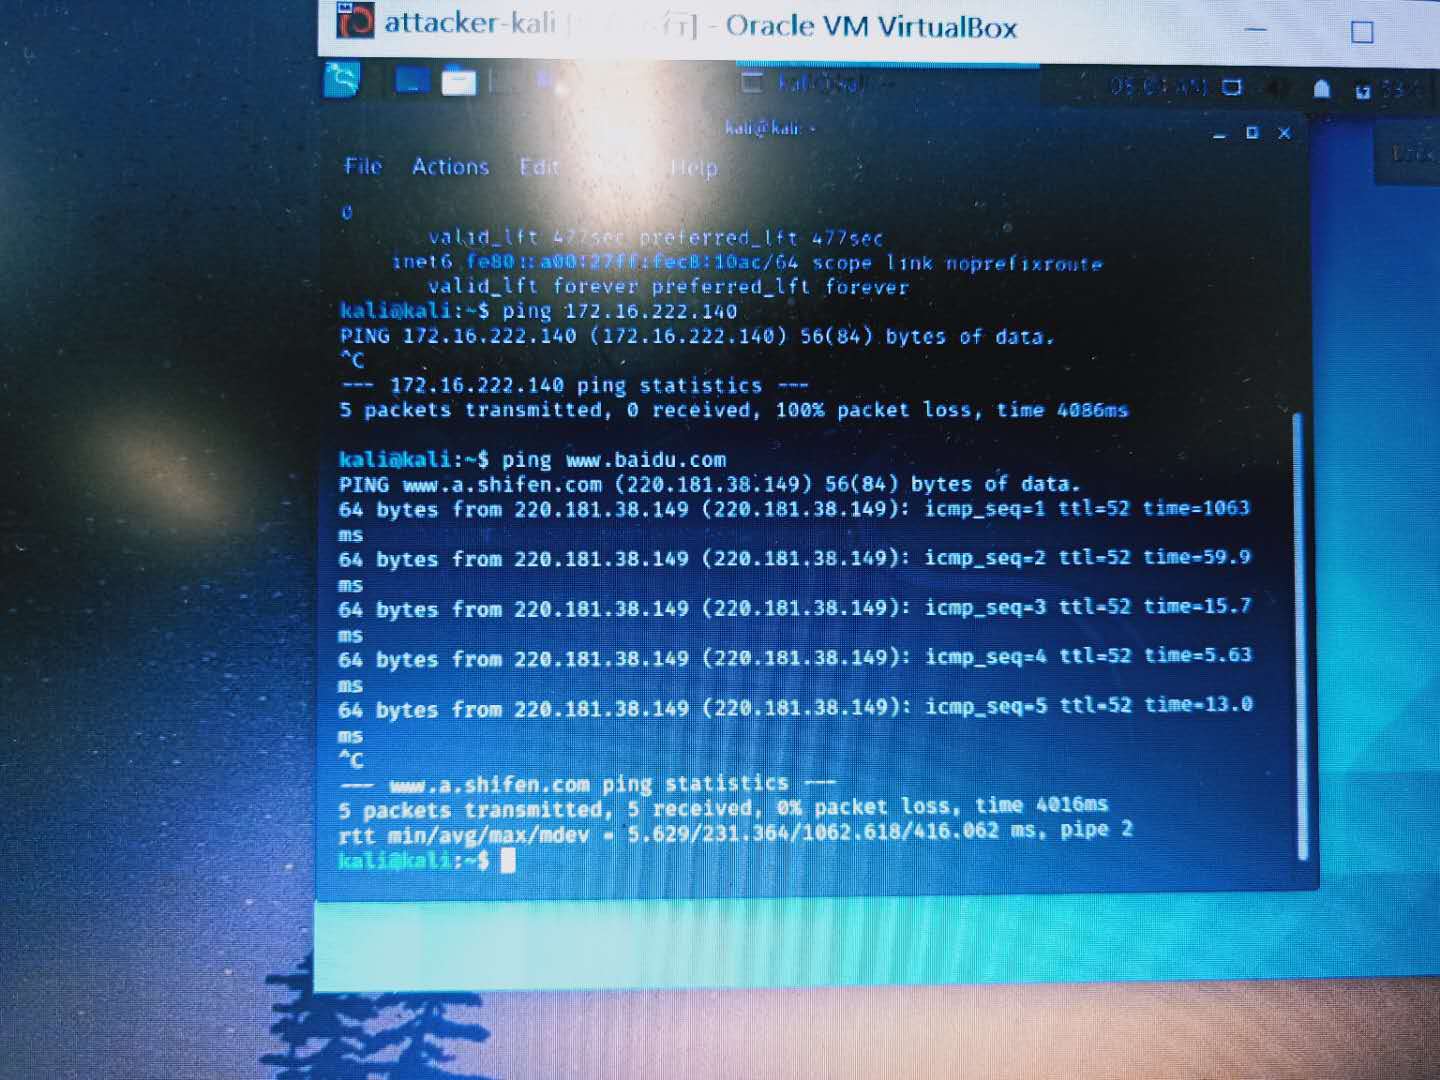 attacker-kali [行] - Oracle VM VirtualBox
kali@kali: ~
File Actions Edit Help
0
valid_lft 477sec preferred_lft 477sec
inet6 fe80::a00:27ff:fec8:10ac/64 scope link noprefixroute
valid_lft forever preferred_lft forever
kali@kali:~$ ping 172.16.222.140
PING 172.16.222.140 (172.16.222.140) 56(84) bytes of data.
^C
--- 172.16.222.140 ping statistics ---
5 packets transmitted, 0 received, 100% packet loss, time 4086ms
kali@kali:~$ ping www.baidu.com
PING www.a.shifen.com (220.181.38.149) 56(84) bytes of data.
64 bytes from 220.181.38.149 (220.181.38.149): icmp_seq=1 ttl=52 time=1063
ms
64 bytes from 220.181.38.149 (220.181.38.149): icmp_seq=2 ttl=52 time=59.9
ms
64 bytes from 220.181.38.149 (220.181.38.149): icmp_seq=3 ttl=52 time=15.7
ms
64 bytes from 220.181.38.149 (220.181.38.149): icmp_seq=4 ttl=52 time=5.63
ms
64 bytes from 220.181.38.149 (220.181.38.149): icmp_seq=5 ttl=52 time=13.0
ms
^C
--- www.a.shifen.com ping statistics ---
5 packets transmitted, 5 received, 0% packet loss, time 4016ms
rtt min/avg/max/mdev = 5.629/231.364/1062.618/416.062 ms, pipe 2
kali@kali:~$